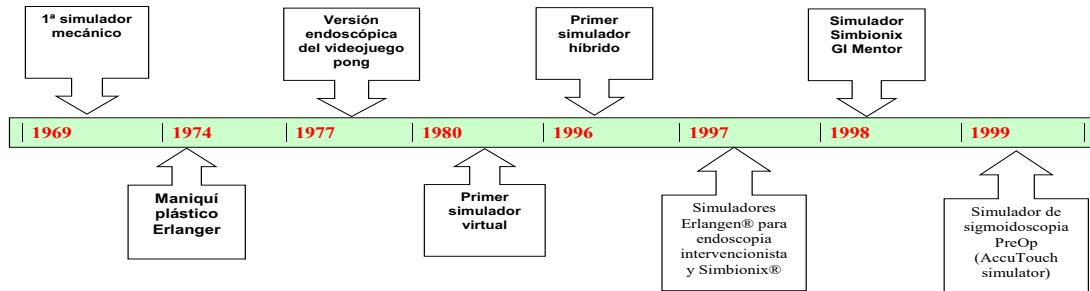 1ª simulador
mecánico
Versión
endoscópica
del videojuego
pong
Primer
simulador
híbrido
Simulador
Simbionix
GI Mentor
1969
1974
1977
1980
1996
1997
1998
1999
Maniquí
plástico
Erlanger
Primer
simulador
virtual
Simuladores
Erlangen® para
endoscopia
intervencionista
y Simbionix®
Simulador de
sigmoidoscopia
PreOp
(AccuTouch
simulator)